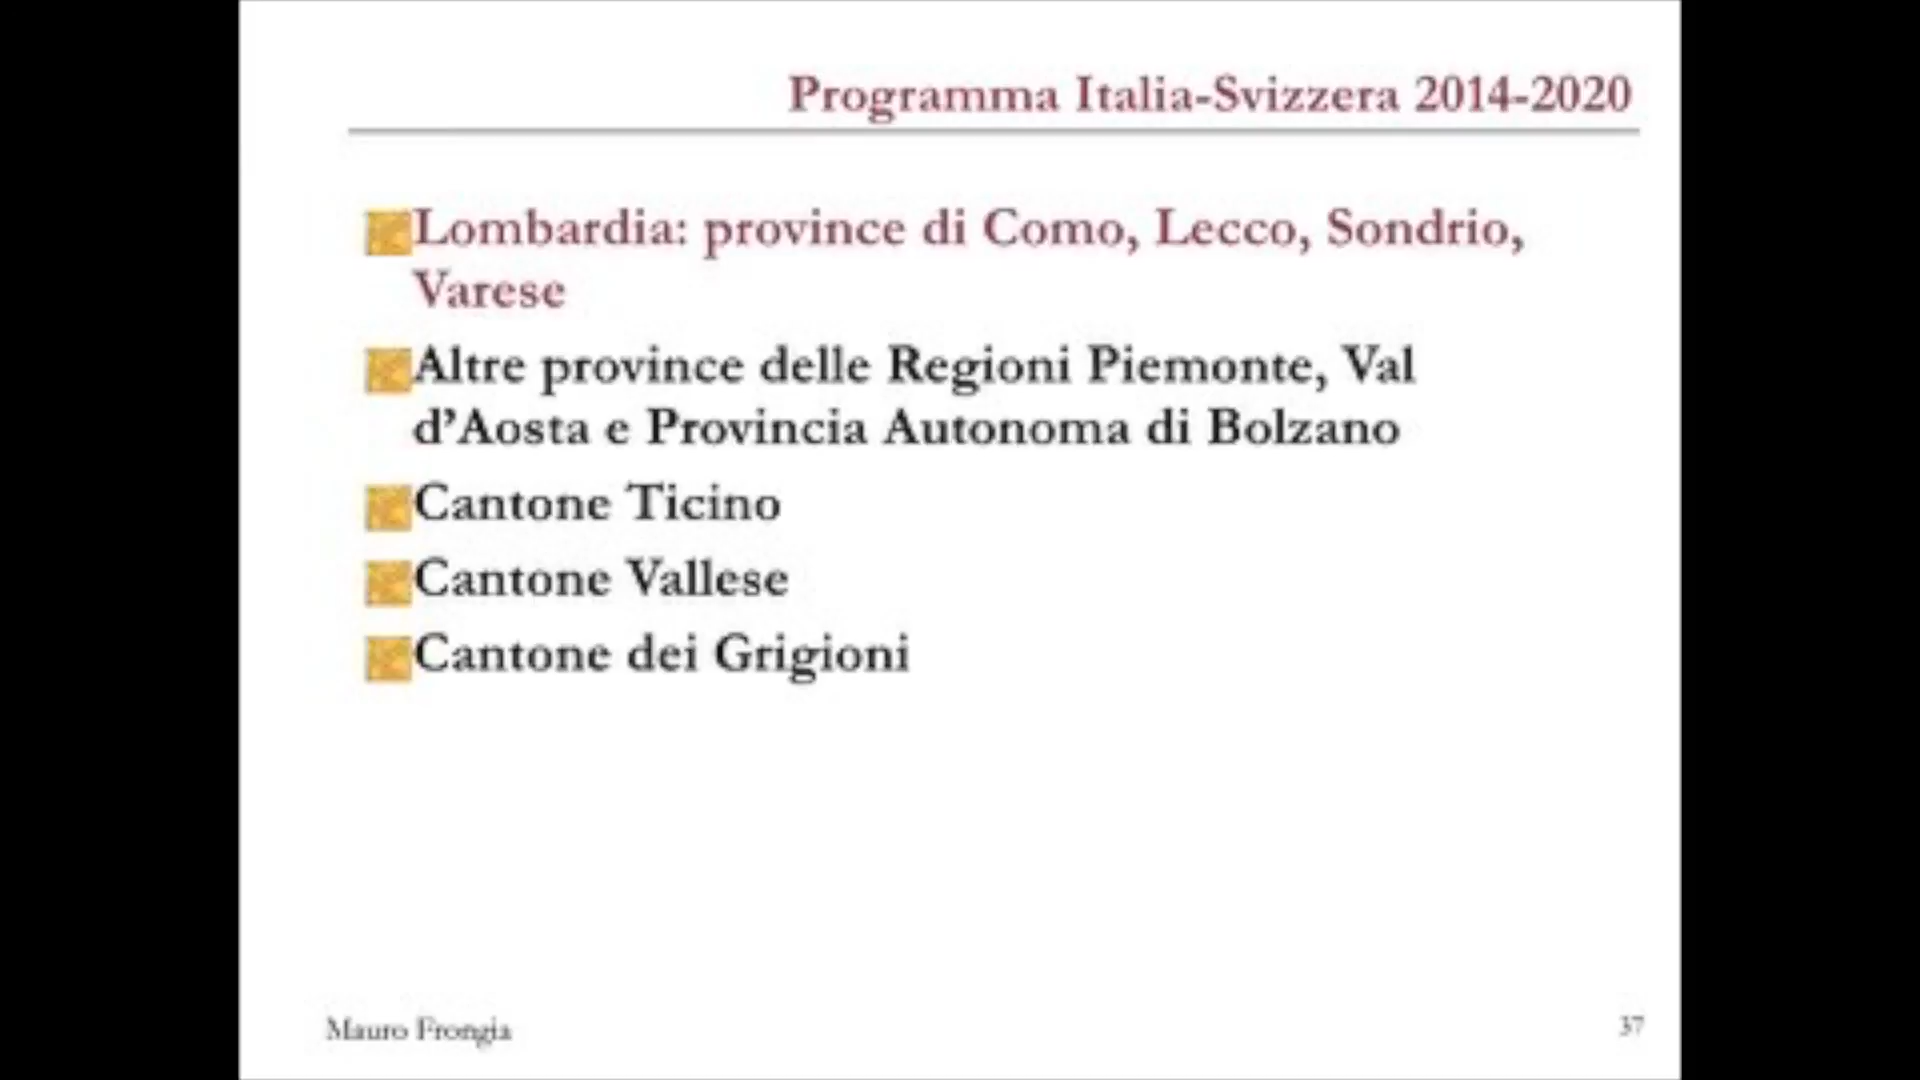 Programma Italia-Svizzera 2014-2020
Lombardia: province di Como, Lecco, Sondrio,
Varese
Altre province delle Regioni Piemonte, Val
d’Aosta e Provincia Autonoma di Bolzano
Cantone Ticino
Cantone Vallese
Cantone dei Grigioni
Mauro Frongia
37